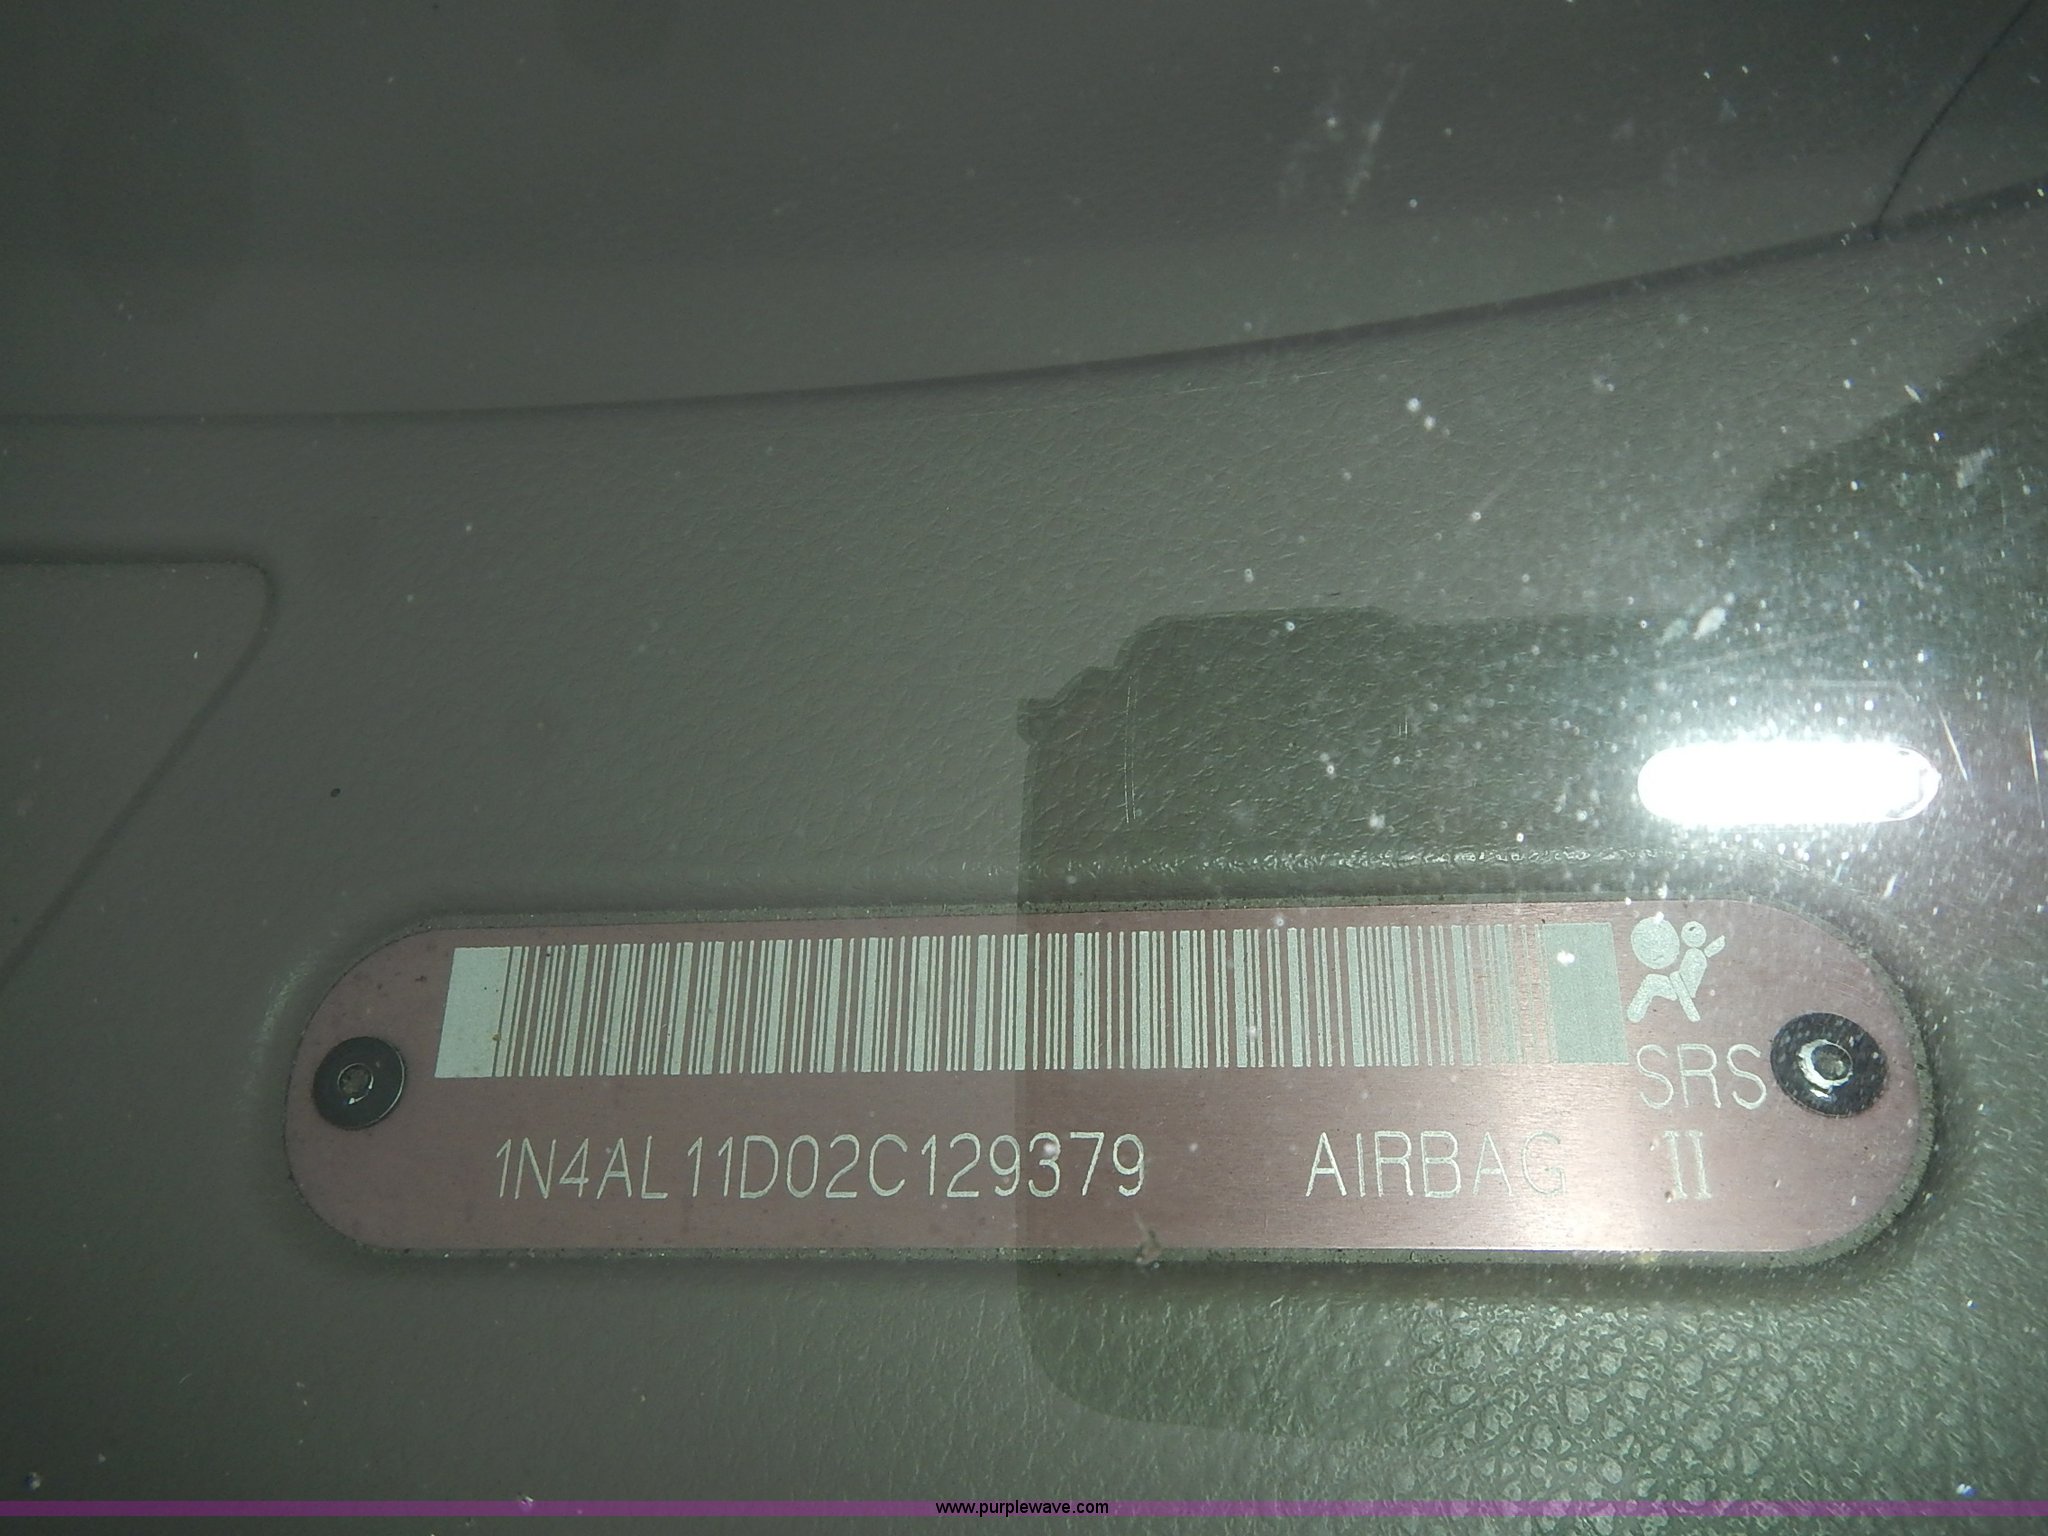 SRS
1N4AL11D02C129379 AIRBAG II
www.purplewave.com